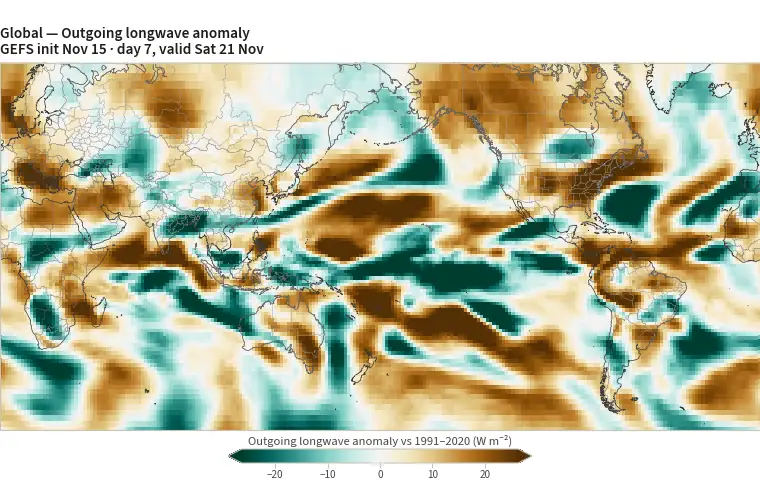 Global — Outgoing longwave anomaly
GEFS init Nov 15 · day 7, valid Sat 21 Nov
Outgoing longwave anomaly vs 1991–2020 (W m⁻²)
−20 −10 0 10 20